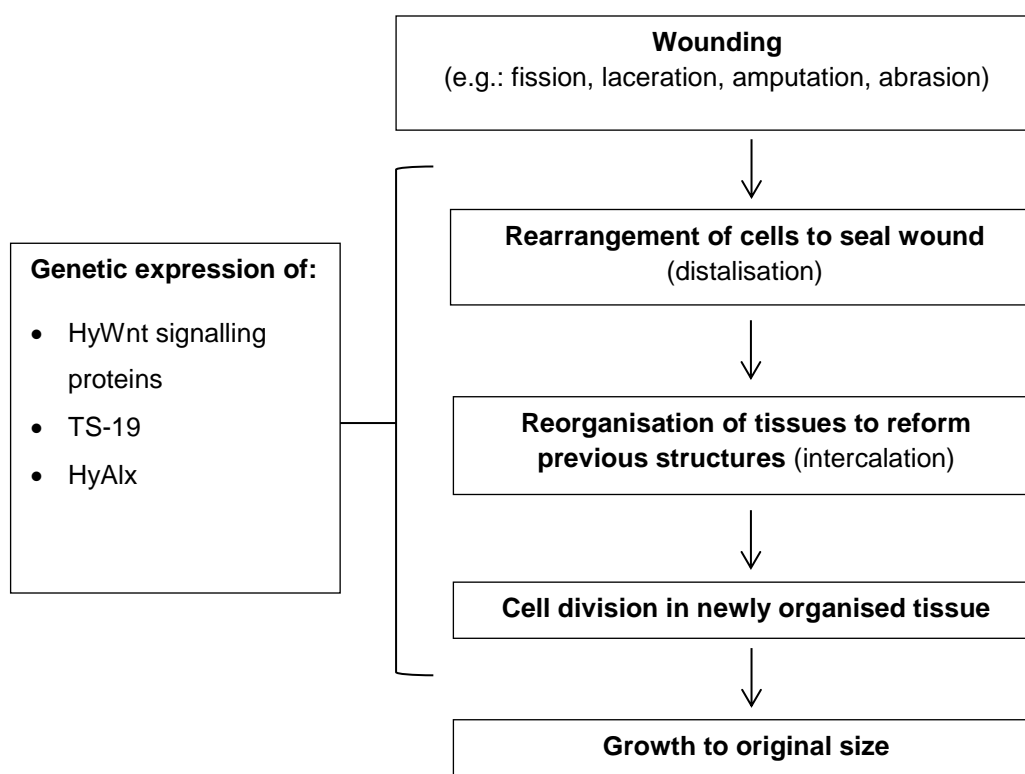 Wounding
(e.g.: fission, laceration, amputation, abrasion)
Rearrangement of cells to seal wound
(distalisation)
Genetic expression of:
• HyWnt signalling
proteins
• TS-19
• HyAlx
Reorganisation of tissues to reform
previous structures (intercalation)
Cell division in newly organised tissue
Growth to original size